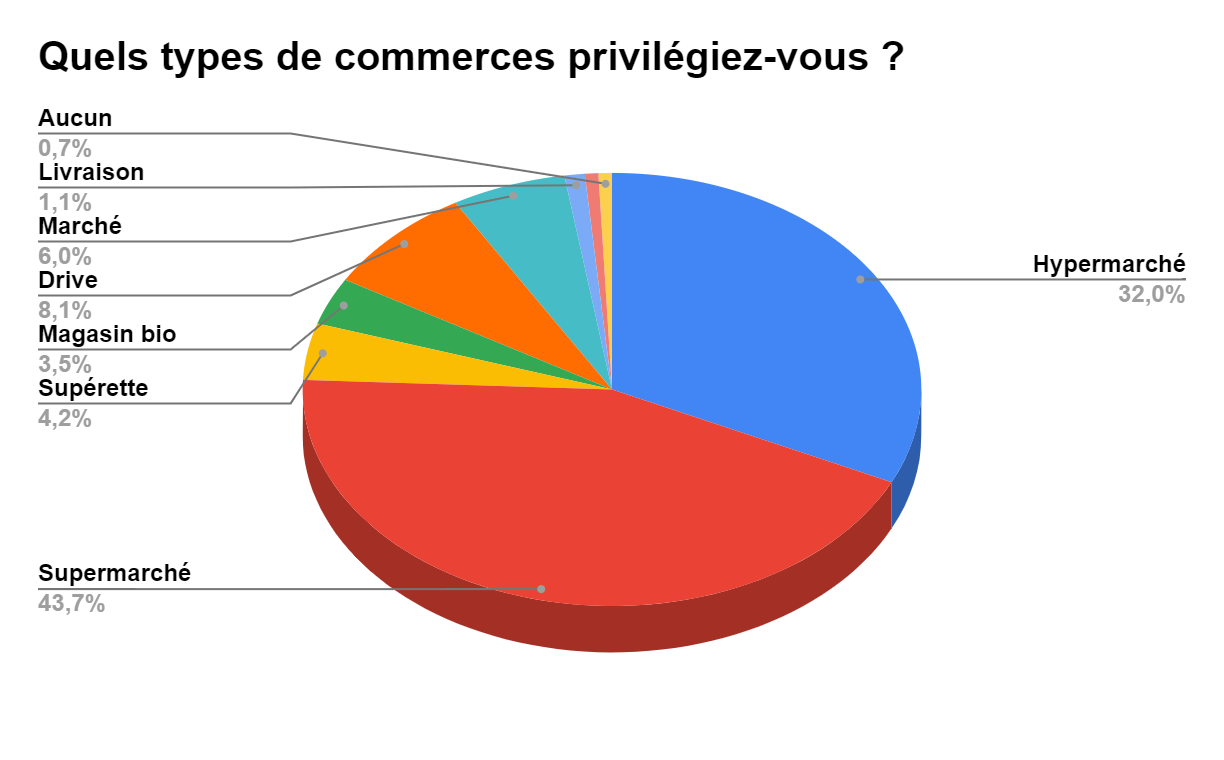 Quels types de commerces privilégiez-vous ?
Aucun
0,7%
Livraison
1,1%
Marché
6,0%
Drive
8,1%
Magasin bio
3,5%
Supérette
4,2%
Supermarché
43,7%
Hypermarché
32,0%